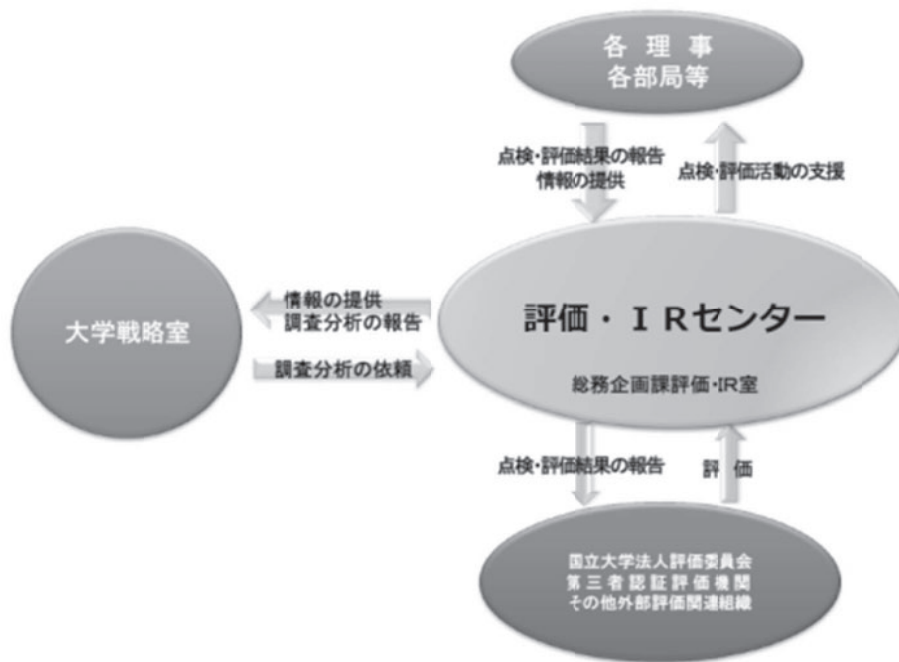 各 理 事
各部局等
点検・評価結果の報告
情報の提供
点検・評価活動の支援
大学戦略室
情報の提供
調査分析の報告
調査分析の依頼
評価・ＩＲセンター
総務企画課評価・IR室
点検・評価結果の報告
評 価
国立大学法人評価委員会
第三者認証評価機関
その他外部評価関連組織